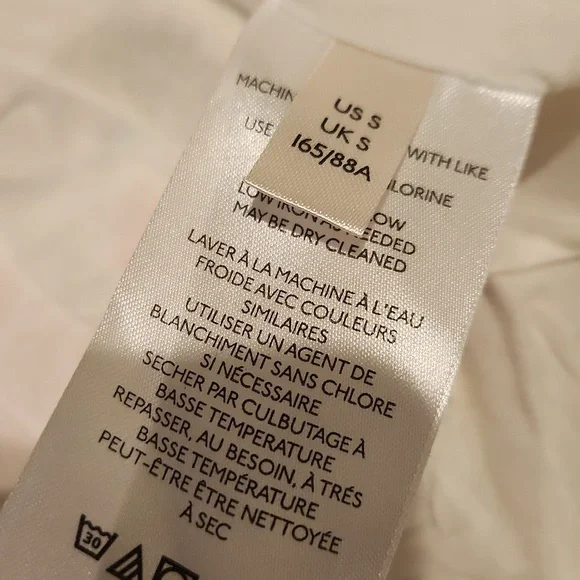 US S
UK S
165/88A
MACHIN
USE
WITH LIKE
LORINE
LOW IRON AS NEEDED
MAY BE DRY CLEANED
LAVER À LA MACHINE À L'EAU
FROIDE AVEC COULEURS
SIMILAIRES
UTILISER UN AGENT DE
BLANCHIMENT SANS CHLORE
SI NÉCESSAIRE
SECHER PAR CULBUTAGE À
BASSE TEMPERATURE
REPASSER, AU BESOIN, À TRÉS
BASSE TEMPÉRATURE
PEUT-ÊTRE ÊTRE NETTOYÉE
À SEC
30